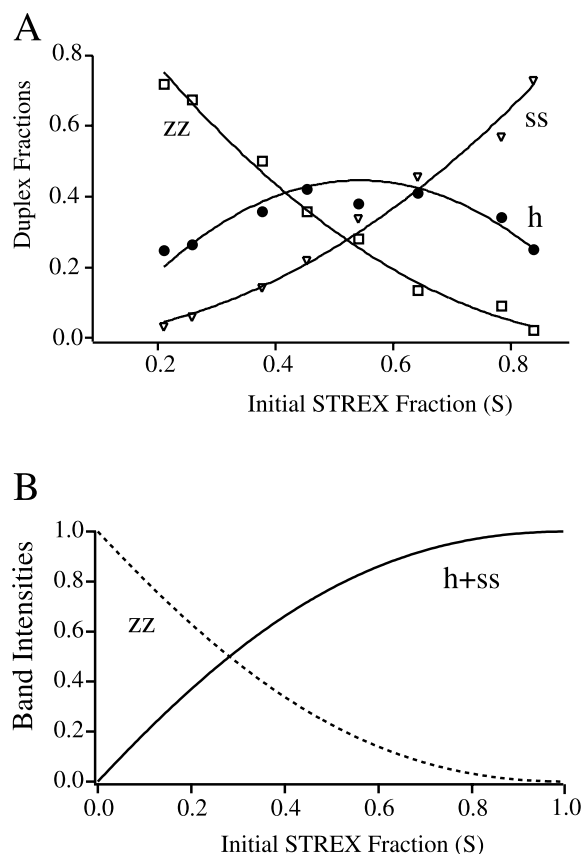 A
0.8
0.6
0.4
0.2
0.0
Duplex Fractions
zz
ss
h
0.2 0.4 0.6 0.8
Initial STREX Fraction (S)
B
1.0
0.8
0.6
0.4
0.2
0.0
Band Intensities
zz
h+ss
0.0 0.2 0.4 0.6 0.8 1.0
Initial STREX Fraction (S)